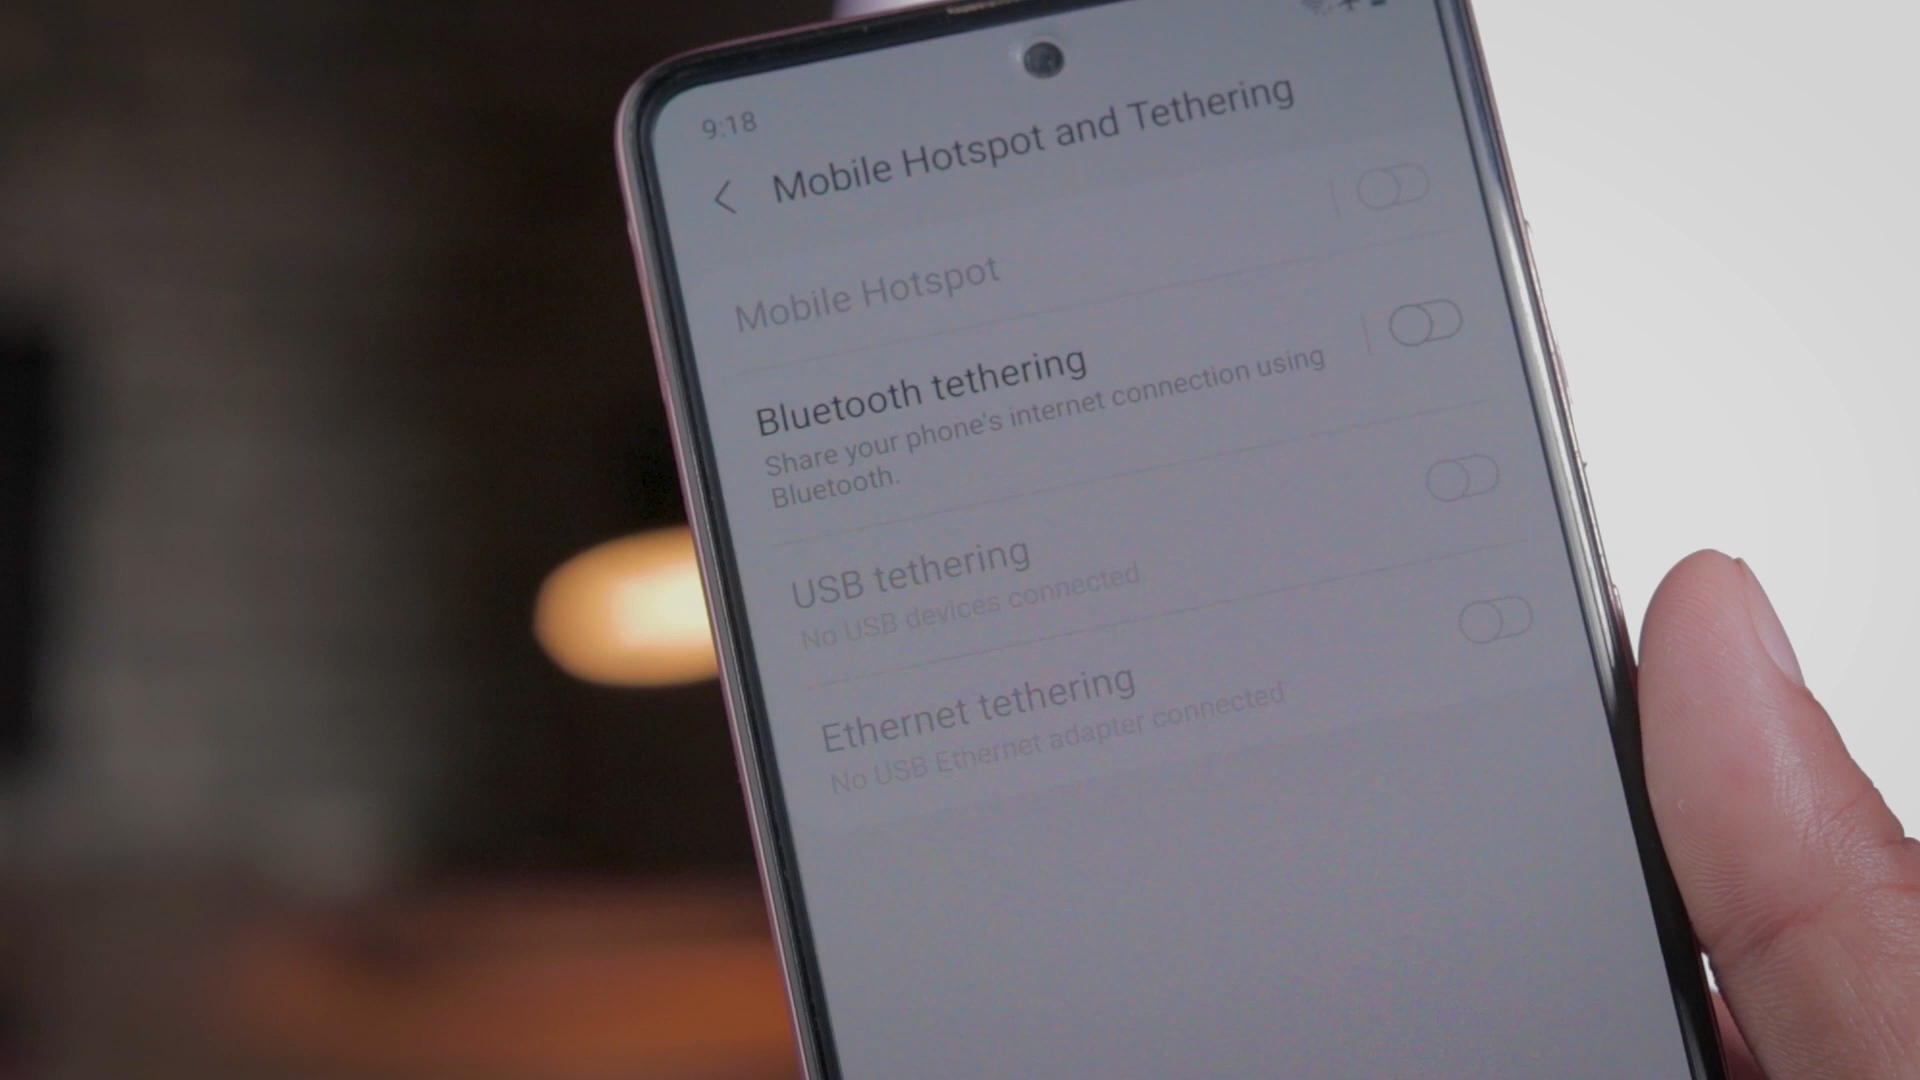 9:18
Mobile Hotspot and Tethering
Mobile Hotspot
Bluetooth tethering
Share your phone's internet connection using
Bluetooth.
USB tethering
No USB devices connected
Ethernet tethering
No USB Ethernet adapter connected